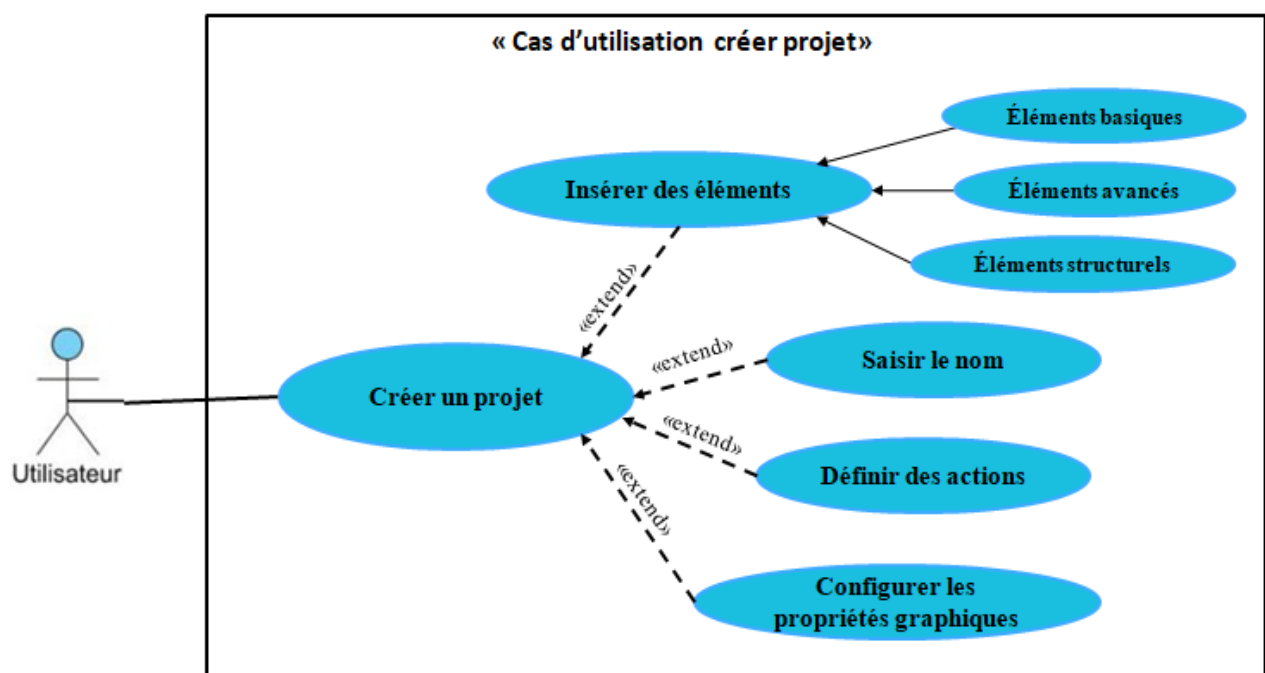 « Cas d’utilisation créer projet»
Éléments basiques
Insérer des éléments
Éléments avancés
Éléments structurels
«extend»
«extend»
Saisir le nom
Créer un projet
«extend»
Utilisateur
Définir des actions
«extend»
Configurer les
propriétés graphiques